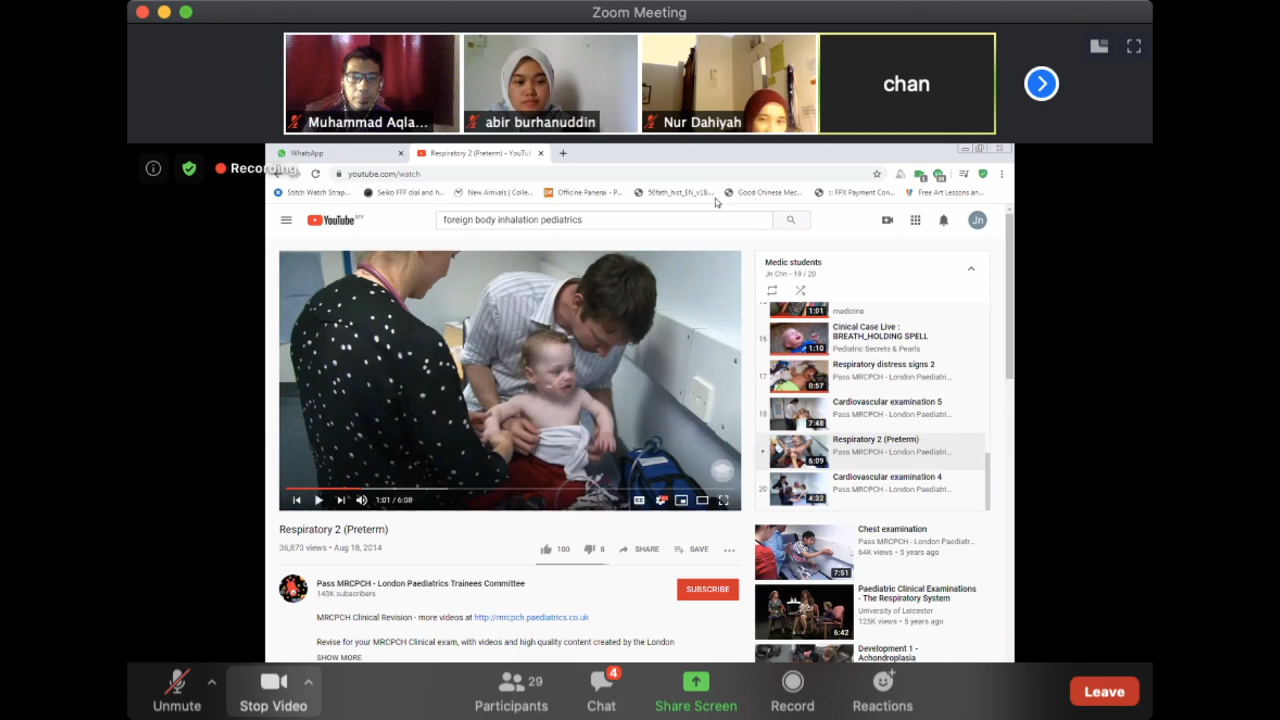 Zoom Meeting
Muhammad Aqla...
abir burhanuddin
Nur Dahiyah
chan
Recording
WhatsApp
Respiratory 2 (Preterm) - YouTu
youtube.com/watch
Stitch Watch Strap...
Seiko FFF dial and h...
New Arrivals | Colle...
Officine Panerai - P...
50fath_hist_EN_v18...
Good Chinese Mec...
::: FPX Payment Con...
Free Art Lessons an...
YouTube MY
foreign body inhalation pediatrics
Jn
Medic students
Jn Chn - 19 / 20
1:01
medicine
16
Cinical Case Live :
BREATH_HOLDING SPELL
1:10
Pediatric Secrets & Pearls
17
Respiratory distress signs 2
Pass MRCPCH - London Paediatri...
0:57
18
Cardiovascular examination 5
Pass MRCPCH - London Paediatri...
7:48
Respiratory 2 (Preterm)
Pass MRCPCH - London Paediatri...
6:09
20
Cardiovascular examination 4
Pass MRCPCH - London Paediatri...
4:32
1:01 / 6:08
CC
HD
Respiratory 2 (Preterm)
36,873 views • Aug 18, 2014
100
8
SHARE
SAVE
Pass MRCPCH - London Paediatrics Trainees Committee
143K subscribers
SUBSCRIBE
MRCPCH Clinical Revision - more videos at http://mrcpch.paediatrics.co.uk
Revise for your MRCPCH Clinical exam, with videos and high quality content created by the London
SHOW MORE
Chest examination
Pass MRCPCH - London Paediatr...
64K views • 5 years ago
7:51
Paediatric Clinical Examinations
- The Respiratory System
University of Leicester
125K views • 5 years ago
6:42
Development 1 -
Achondroplasia
Unmute
Stop Video
29
Participants
4
Chat
Share Screen
Record
Reactions
Leave